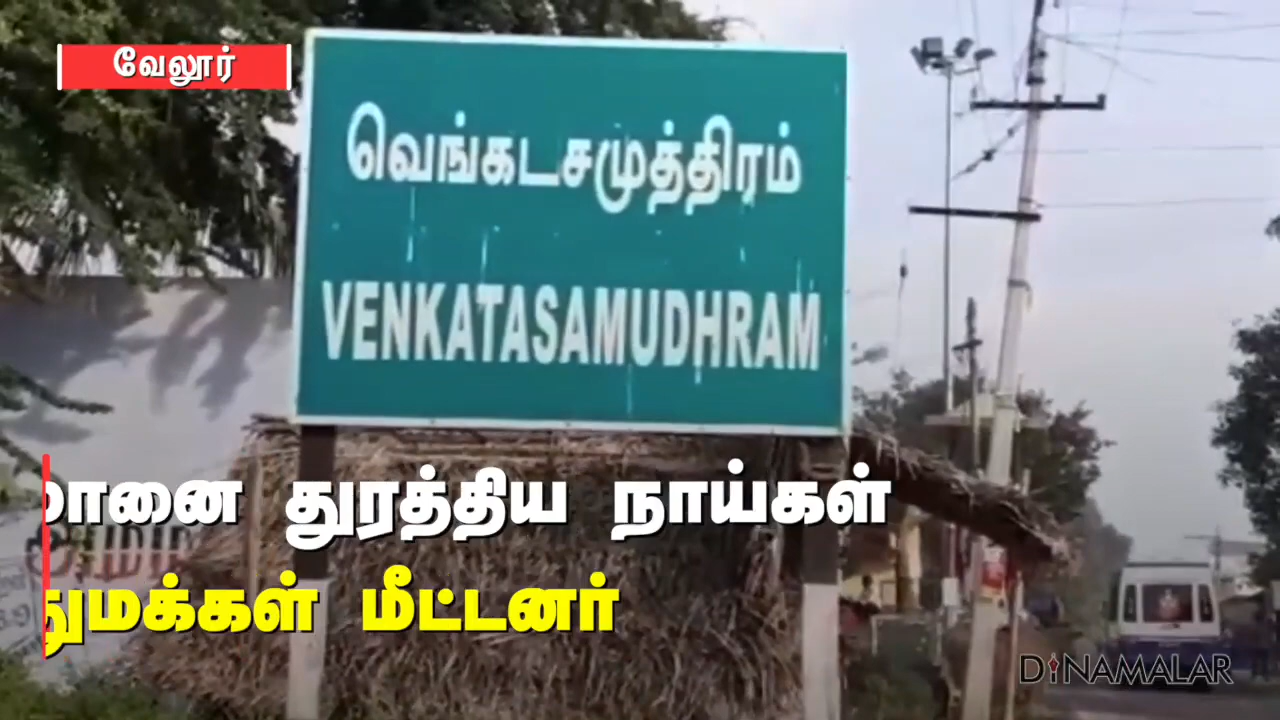 வேலூர்
வெங்கடசமுத்திரம்
VENKATASAMUDHRAM
துரத்திய நாய்கள்
மீட்டனர்
DINAMALAR